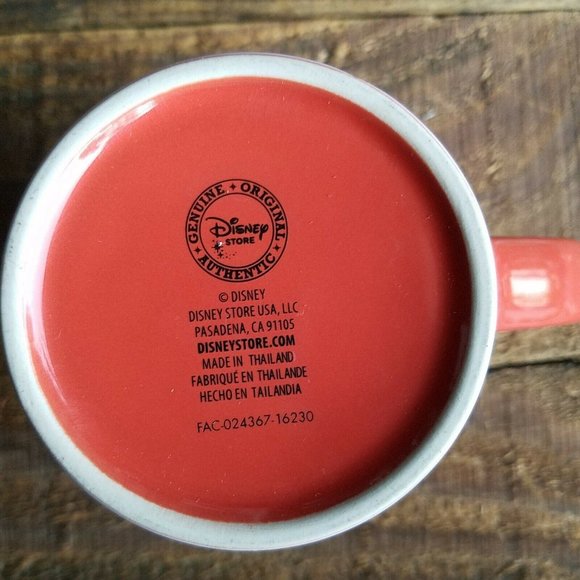 GENUINE ✦ ORIGINAL ✦ AUTHENTIC ✦
Disney
STORE
© DISNEY
DISNEY STORE USA, LLC
PASADENA, CA 91105
DISNEYSTORE.COM
MADE IN THAILAND
FABRIQUÉ EN THAILANDE
HECHO EN TAILANDIA
FAC-024367-16230